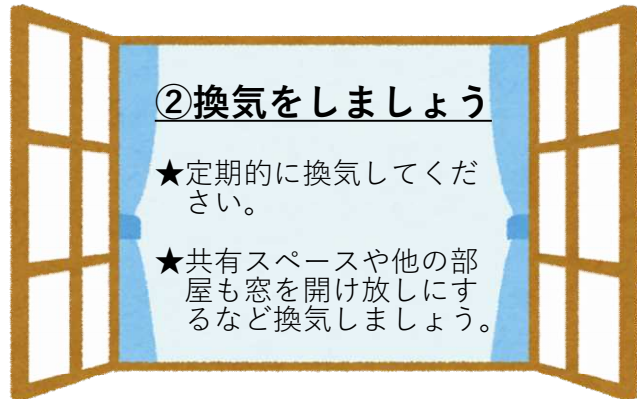 ②換気をしましょう
★定期的に換気してくだ
さい。
★共有スペースや他の部
屋も窓を開け放しにす
るなど換気しましょう。